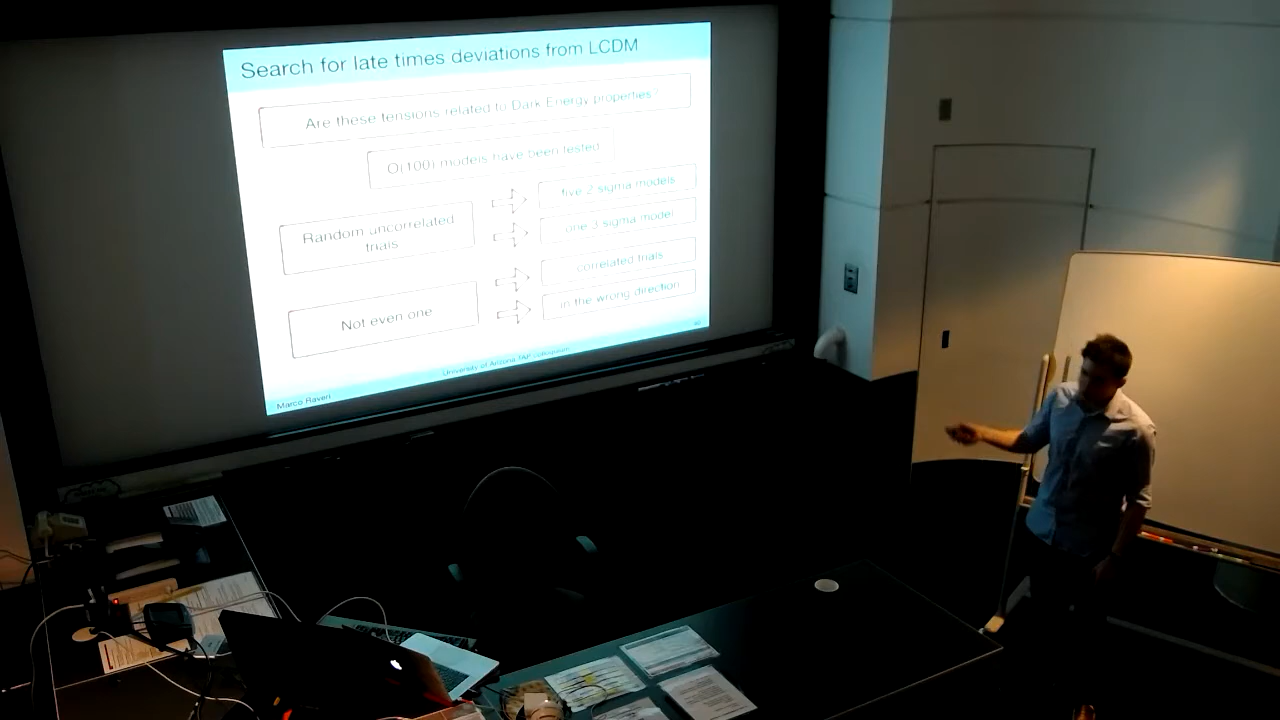 Search for late times deviations from LCDM
Are these tensions related to Dark Energy properties?
O(100) models have been tested
Random uncorrelated
trials
five 2 sigma models
one 3 sigma model
Not even one
correlated trials
in the wrong direction
Marco Raveri
University of Arizona TAP colloquium